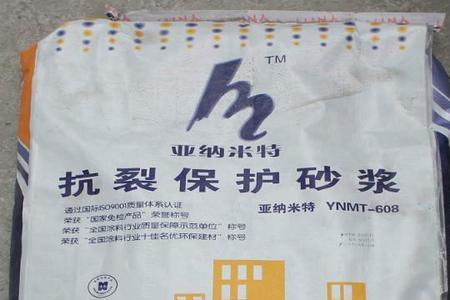 TM
亚纳米特
抗裂保护砂浆
通过国际ISO9001质量体系认证
亚纳米特 YNMT-608
荣获“国家免检产品”荣誉称号
荣获“全国涂料行业质量保障示范单位”称号
荣获“全国涂料行业十佳名优环保建材”称号